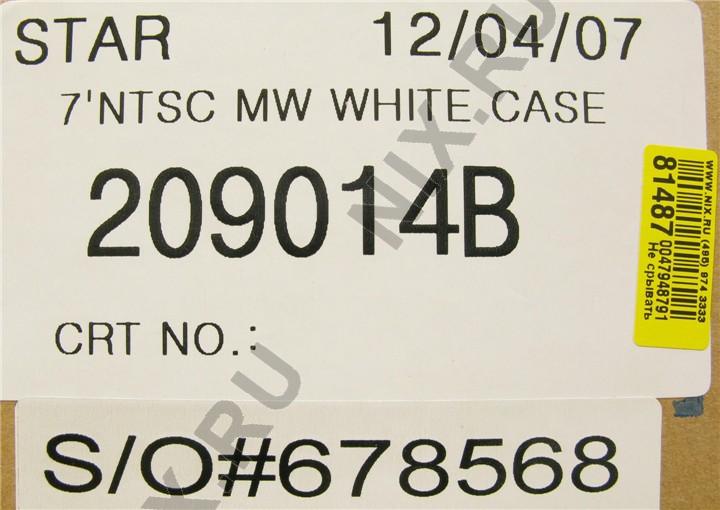 STAR 12/04/07
7'NTSC MW WHITE CASE
209014B
CRT NO.:
S/O#678568
WWW.NIX.RU (495) 974 3333
81487
0047948791
Не срывать
NIX.RU
NIX.RU